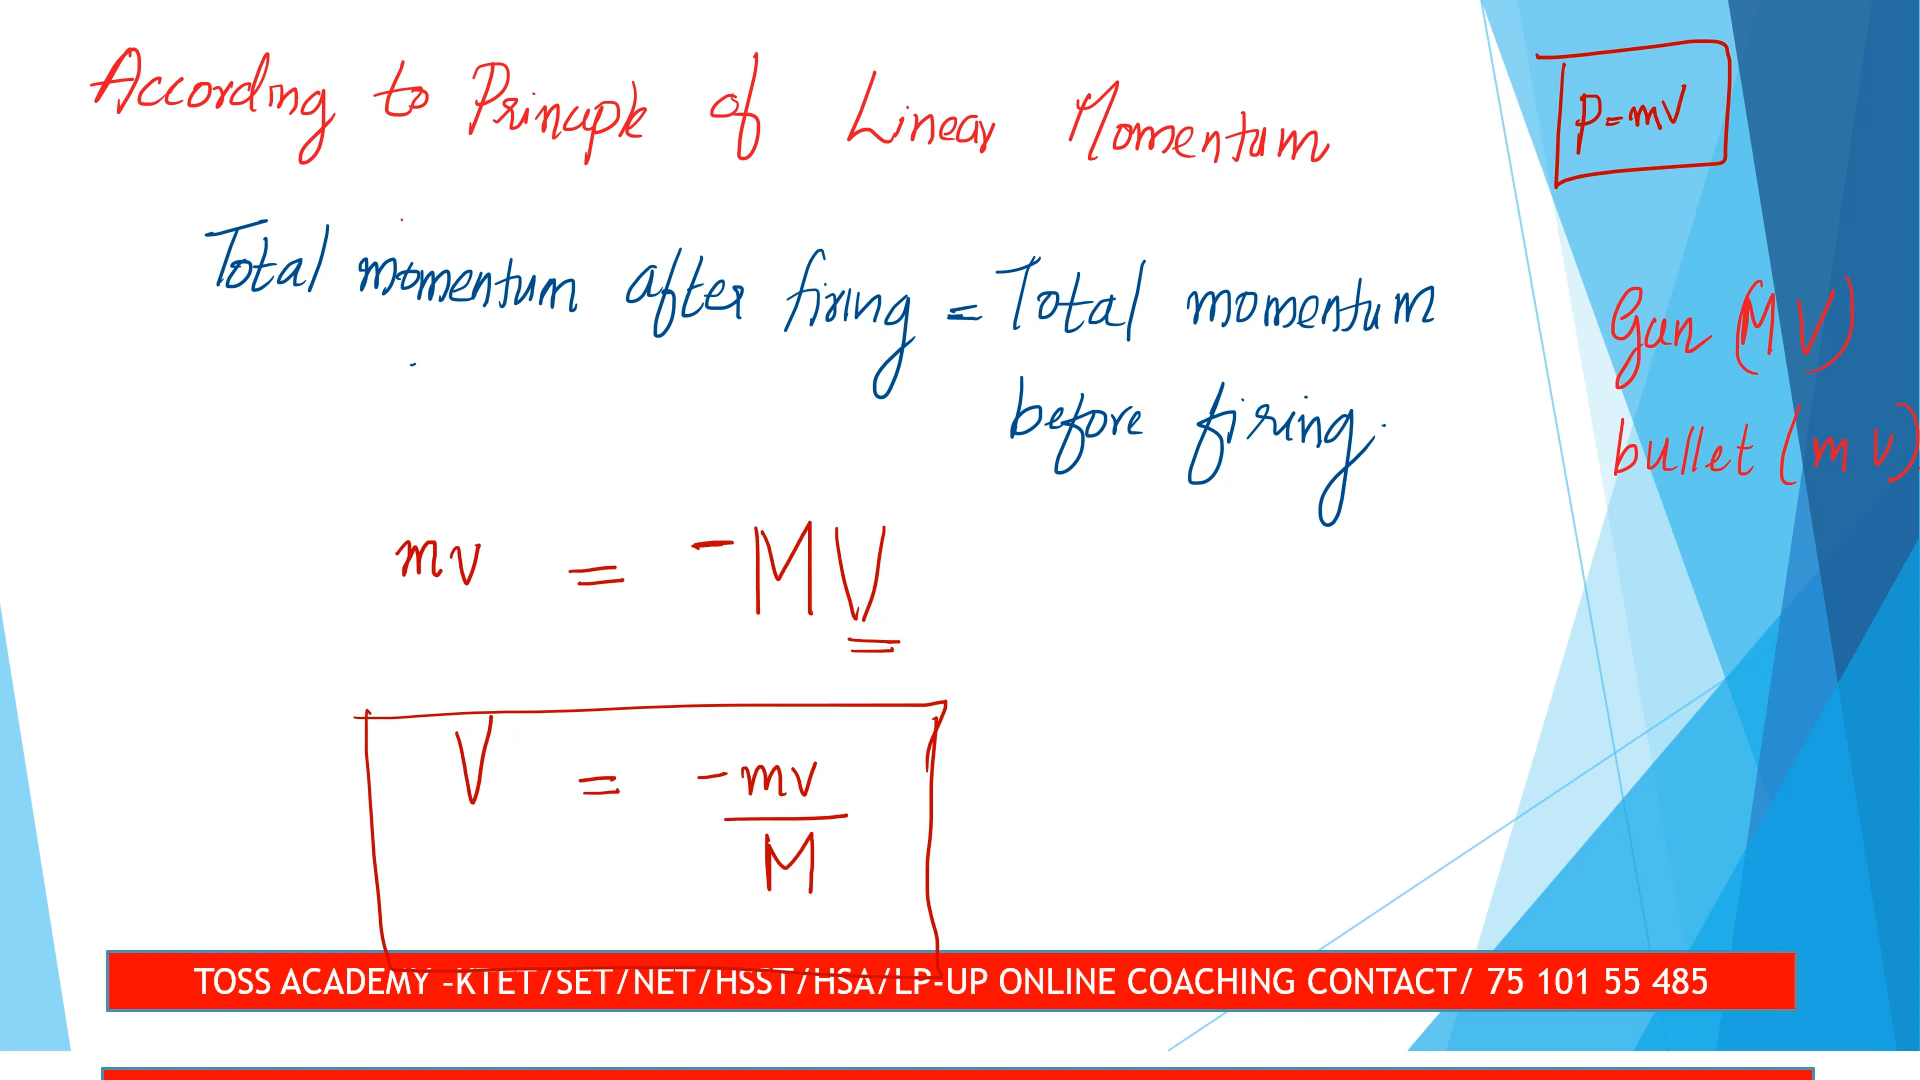 According to Principle of Linear Momentum
P=mV
Total momentum after firing = Total momentum
before firing.
Gun (M V)
bullet (m v).
mv = -MV
V = -mv
M
TOSS ACADEMY –KTET/SET/NET/HSST/HSA/LP-UP ONLINE COACHING CONTACT/ 75 101 55 485